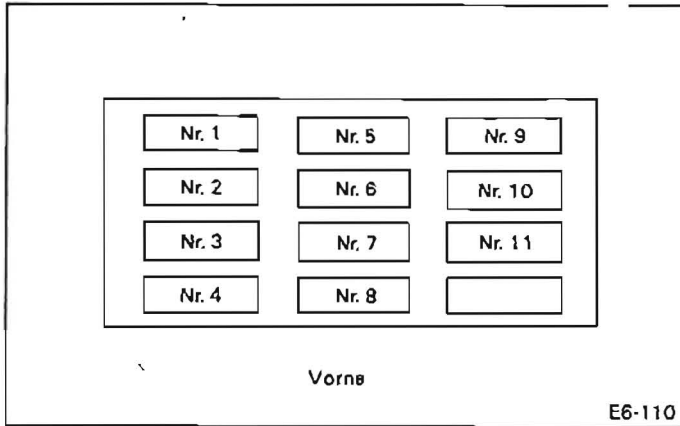 Nr. 1 Nr. 5 Nr. 9
Nr. 2 Nr. 6 Nr. 10
Nr. 3 Nr. 7 Nr. 11
Nr. 4 Nr. 8
Vorne
E6-110